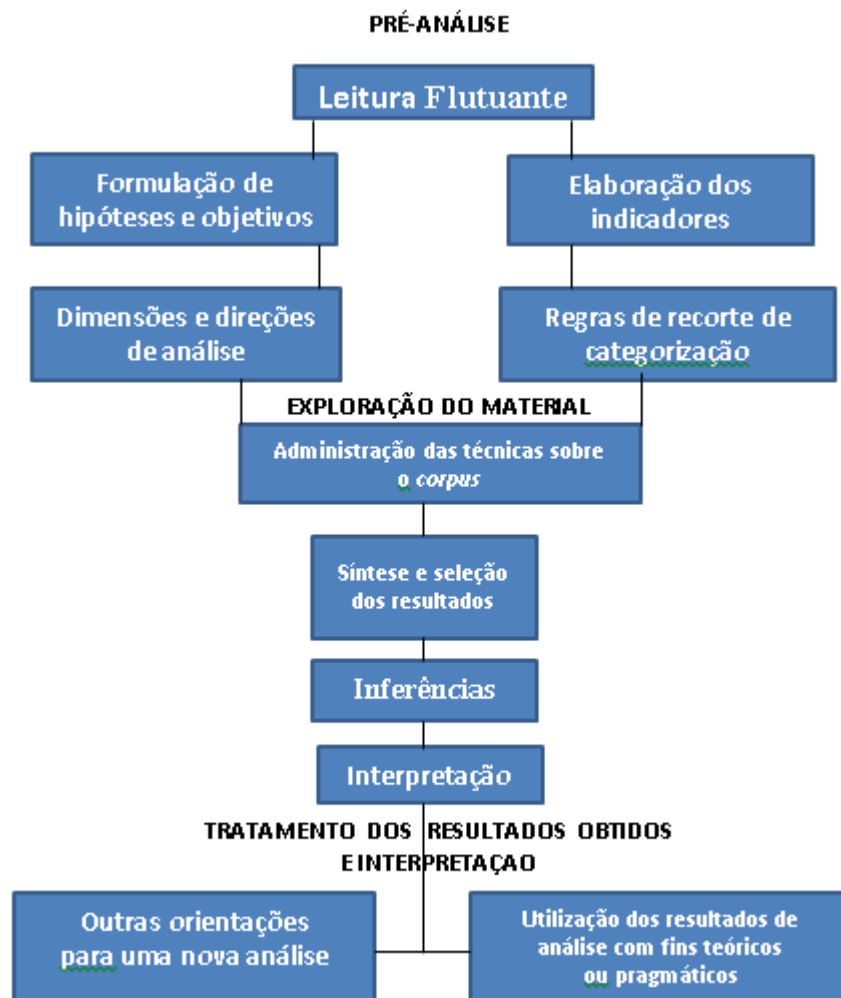 PRÉ-ANÁLISE
Leitura Flutuante
Formulação de
hipóteses e objetivos
Elaboração dos
indicadores
Dimensões e direções
de análise
Regras de recorte de
categorização
EXPLORAÇÃO DO MATERIAL
Administração das técnicas sobre
o corpus
Síntese e seleção
dos resultados
Inferências
Interpretação
TRATAMENTO DOS RESULTADOS OBTIDOS
E INTERPRETAÇAO
Outras orientações
para uma nova análise
Utilização dos resultados de
análise com fins teóricos
ou pragmáticos